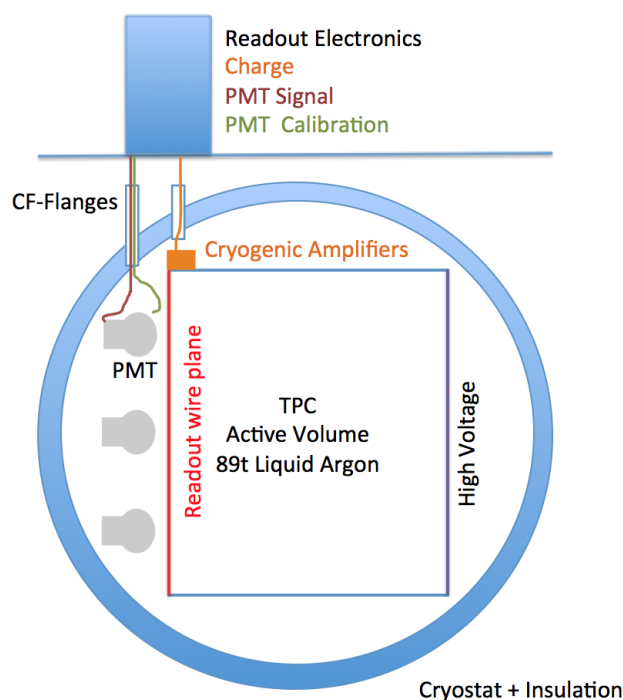 Readout Electronics
Charge
PMT Signal
PMT Calibration
CF-Flanges
Cryogenic Amplifiers
PMT
Readout wire plane
TPC
Active Volume
89t Liquid Argon
High Voltage
Cryostat + Insulation